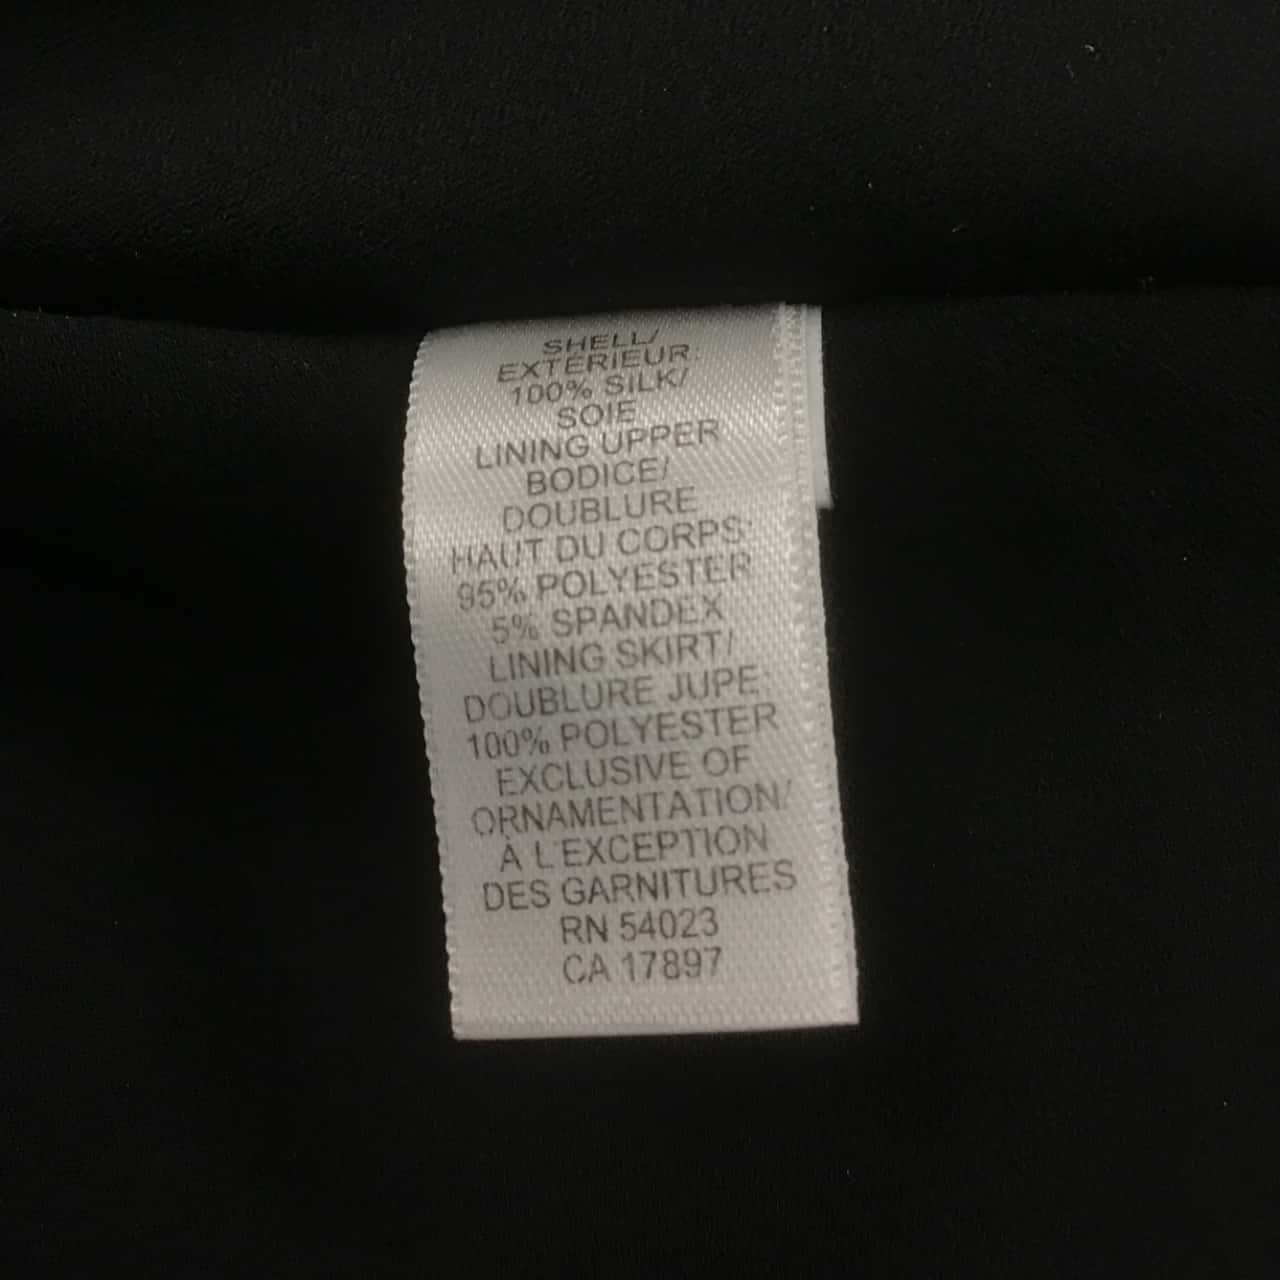 SHELL/
EXTÉRIEUR:
100% SILK/
SOIE
LINING UPPER
BODICE/
DOUBLURE
HAUT DU CORPS:
95% POLYESTER
5% SPANDEX
LINING SKIRT/
DOUBLURE JUPE:
100% POLYESTER
EXCLUSIVE OF
ORNAMENTATION/
À L'EXCEPTION
DES GARNITURES
RN 54023
CA 17897